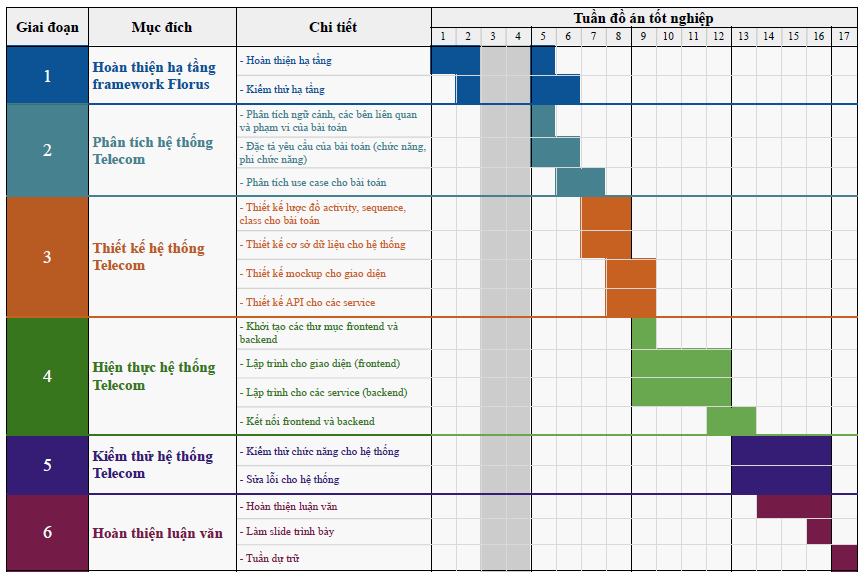 Giai đoạn
Mục đích
Chi tiết
Tuần đồ án tốt nghiệp
1 2 3 4 5 6 7 8 9 10 11 12 13 14 15 16 17
1
Hoàn thiện hạ tầng
framework Florus
- Hoàn thiện hạ tầng
- Kiểm thử hạ tầng
2
Phân tích hệ thống
Telecom
- Phân tích ngữ cảnh, các bên liên quan
và phạm vi của bài toán
- Đặc tả yêu cầu của bài toán (chức năng,
phi chức năng)
- Phân tích use case cho bài toán
3
Thiết kế hệ thống
Telecom
- Thiết kế lược đồ activity, sequence,
class cho bài toán
- Thiết kế cơ sở dữ liệu cho hệ thống
- Thiết kế mockup cho giao diện
- Thiết kế API cho các service
4
Hiện thực hệ thống
Telecom
- Khởi tạo các thư mục frontend và
backend
- Lập trình cho giao diện (frontend)
- Lập trình cho các service (backend)
- Kết nối frontend và backend
5
Kiểm thử hệ thống
Telecom
- Kiểm thử chức năng cho hệ thống
- Sửa lỗi cho hệ thống
6
Hoàn thiện luận văn
- Hoàn thiện luận văn
- Làm slide trình bày
- Tuần dự trữ